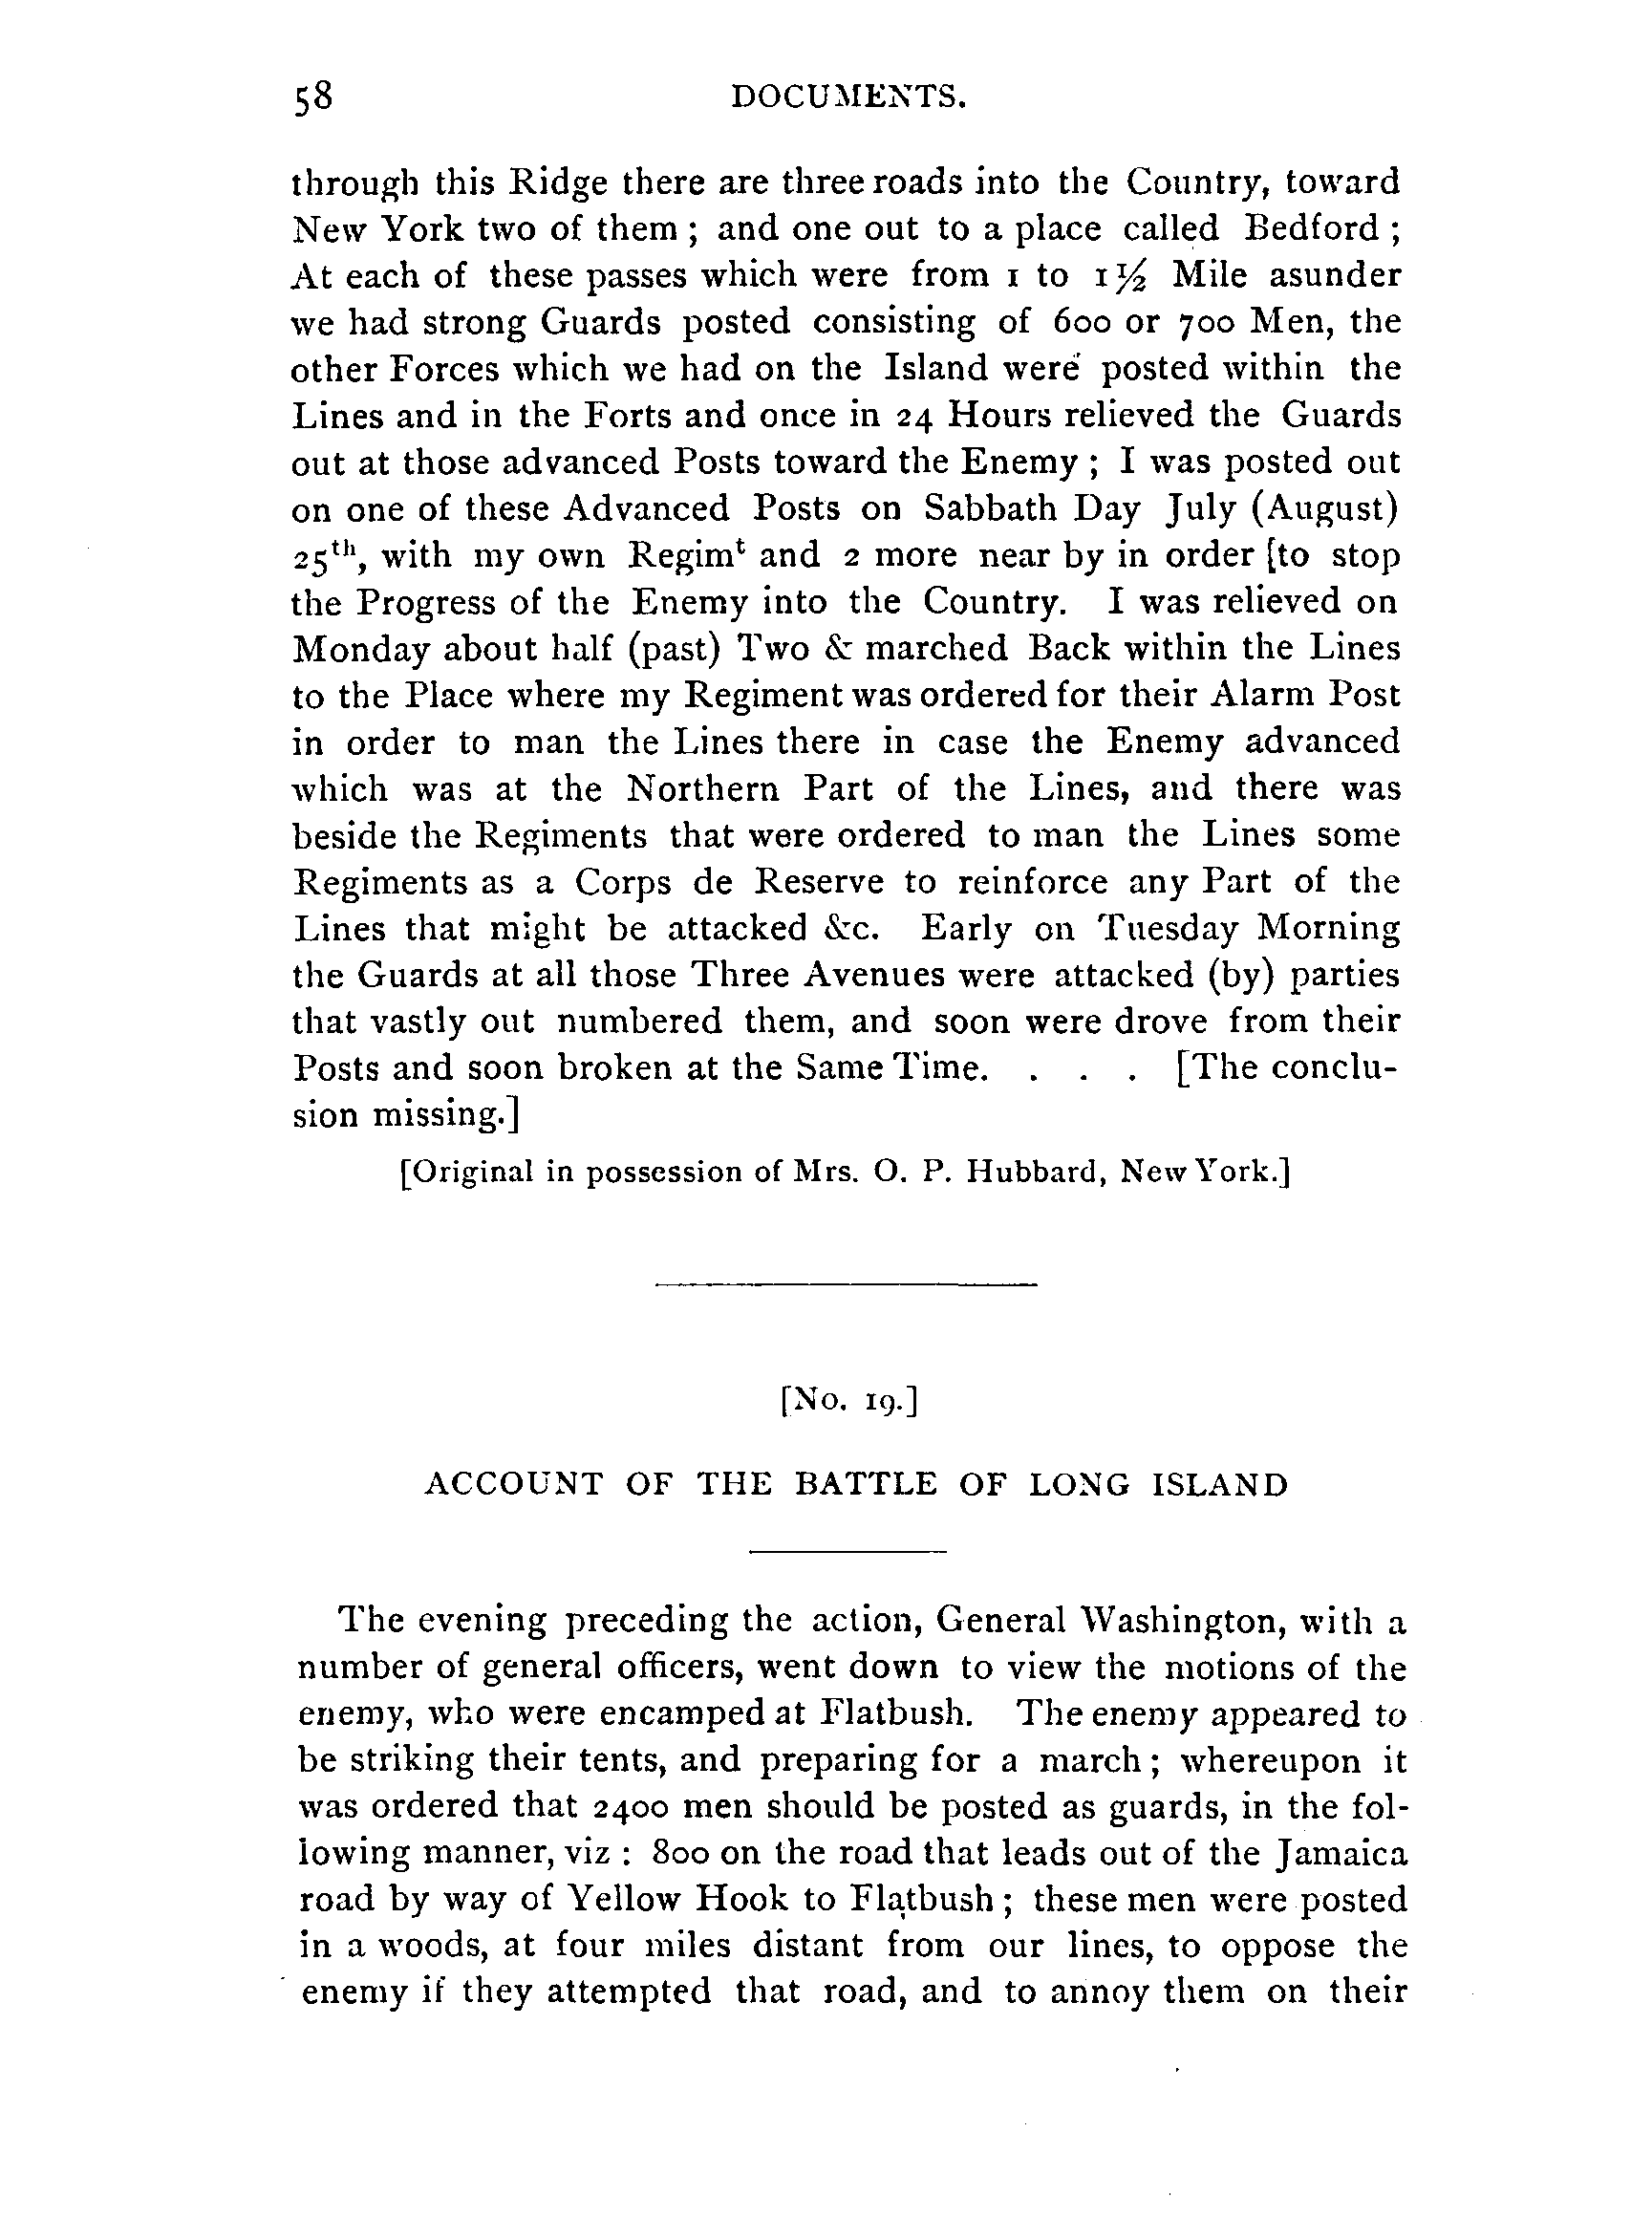 58 DOCUMENTS.
through this Ridge there are three roads into the Country, toward
New York two of them ; and one out to a place called Bedford ;
At each of these passes which were from 1 to 1½ Mile asunder
we had strong Guards posted consisting of 600 or 700 Men, the
other Forces which we had on the Island were posted within the
Lines and in the Forts and once in 24 Hours relieved the Guards
out at those advanced Posts toward the Enemy ; I was posted out
on one of these Advanced Posts on Sabbath Day July (August)
25th, with my own Regimt and 2 more near by in order [to stop
the Progress of the Enemy into the Country. I was relieved on
Monday about half (past) Two & marched Back within the Lines
to the Place where my Regiment was ordered for their Alarm Post
in order to man the Lines there in case the Enemy advanced
which was at the Northern Part of the Lines, and there was
beside the Regiments that were ordered to man the Lines some
Regiments as a Corps de Reserve to reinforce any Part of the
Lines that might be attacked &c. Early on Tuesday Morning
the Guards at all those Three Avenues were attacked (by) parties
that vastly out numbered them, and soon were drove from their
Posts and soon broken at the Same Time. . . . [The conclu-
sion missing.]
[Original in possession of Mrs. O. P. Hubbard, New York.]
[No. 19.]
ACCOUNT OF THE BATTLE OF LONG ISLAND
The evening preceding the action, General Washington, with a
number of general officers, went down to view the motions of the
enemy, who were encamped at Flatbush. The enemy appeared to
be striking their tents, and preparing for a march ; whereupon it
was ordered that 2400 men should be posted as guards, in the fol-
lowing manner, viz : 800 on the road that leads out of the Jamaica
road by way of Yellow Hook to Flatbush ; these men were posted
in a woods, at four miles distant from our lines, to oppose the
enemy if they attempted that road, and to annoy them on their